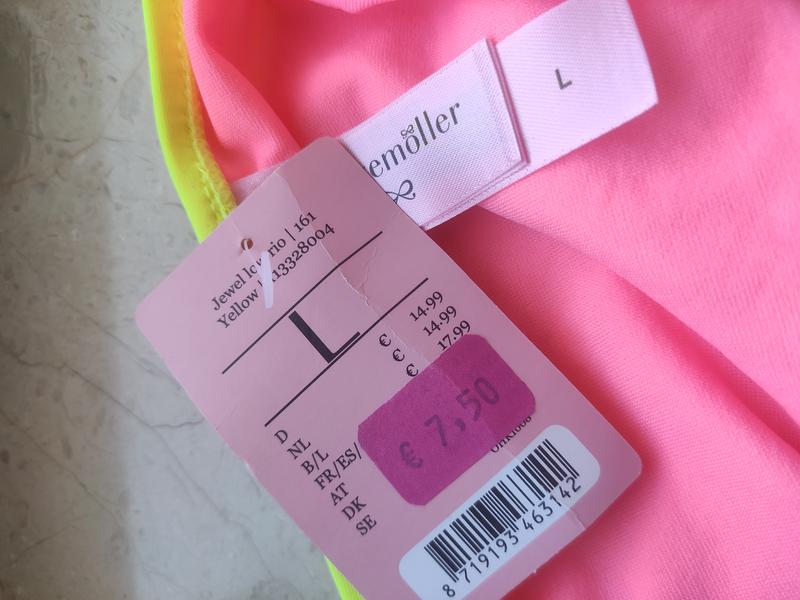 L
emöller
Jewel lo rio | 161
Yellow 13328004
L
D
NL
B/L
FR/ES/
AT
DK
SE
€ 14.99
€ 14.99
€ 17.99
€ 7,50
8 719193 463142